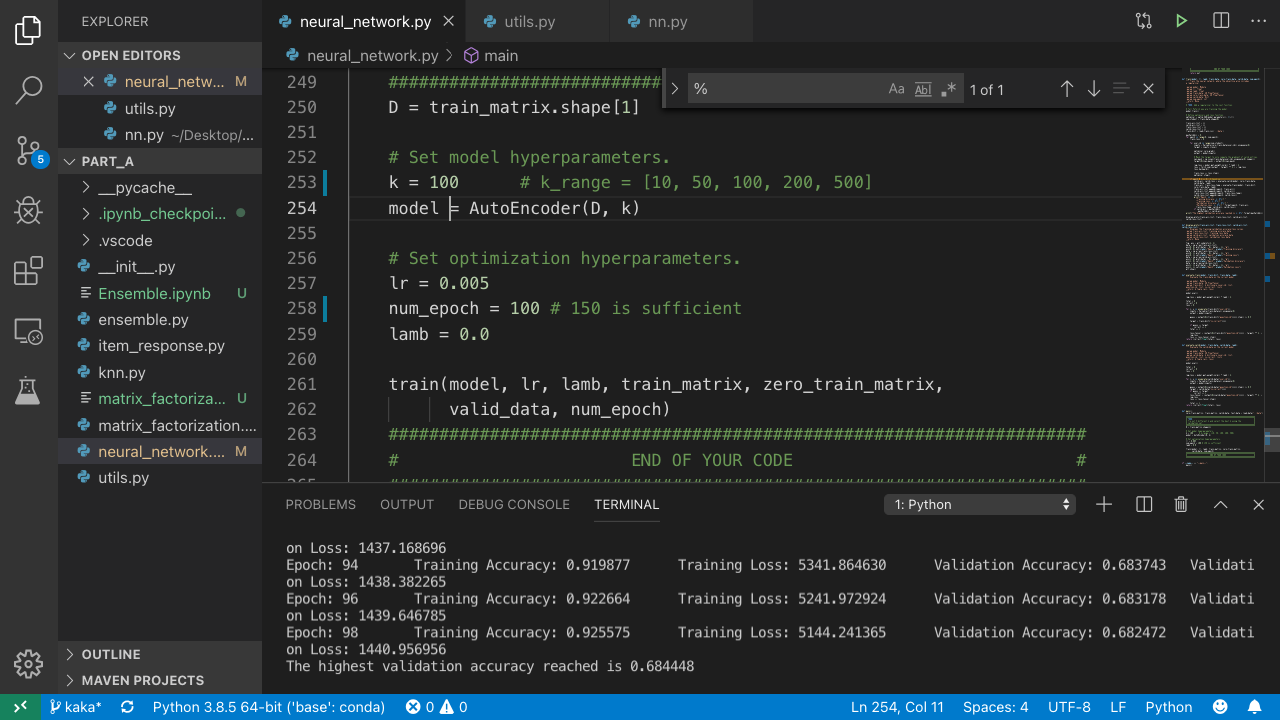 EXPLORER
OPEN EDITORS
neural_netw... M
utils.py
nn.py ~/Desktop/...
PART_A
__pycache__
.ipynb_checkpoi...
.vscode
__init__.py
Ensemble.ipynb U
ensemble.py
item_response.py
knn.py
matrix_factoriza... U
matrix_factorization....
neural_network.... M
utils.py
OUTLINE
MAVEN PROJECTS
5
neural_network.py
utils.py
nn.py
neural_network.py > main
% Aa Abl .* 1 of 1
249 ###########################
250 D = train_matrix.shape[1]
251
252 # Set model hyperparameters.
253 k = 100 # k_range = [10, 50, 100,200, 500]
254 model = AutoEncoder(D, k)
255
256 # Set optimization hyperparameters.
257 lr = 0.005
258 num_epoch = 100 # 150 is sufficient
259 lamb = 0.0
260
261 train(model, lr, lamb, train_matrix, zero_train_matrix,
262 valid_data, num_epoch)
263 #####################################################################
264 # END OF YOUR CODE #
265 #####################################################################
PROBLEMS OUTPUT DEBUG CONSOLE TERMINAL 1: Python
on Loss: 1437.168696
Epoch: 94 Training Accuracy: 0.919877 Training Loss: 5341.864630 Validation Accuracy: 0.683743 Validati
on Loss: 1438.382265
Epoch: 96 Training Accuracy: 0.922664 Training Loss: 5241.972924 Validation Accuracy: 0.683178 Validati
on Loss: 1439.646785
Epoch: 98 Training Accuracy: 0.925575 Training Loss: 5144.241365 Validation Accuracy: 0.682472 Validati
on Loss: 1440.956956
The highest validation accuracy reached is 0.684448
kaka* Python 3.8.5 64-bit ('base': conda) 0 0 Ln 254, Col 11 Spaces: 4 UTF-8 LF Python